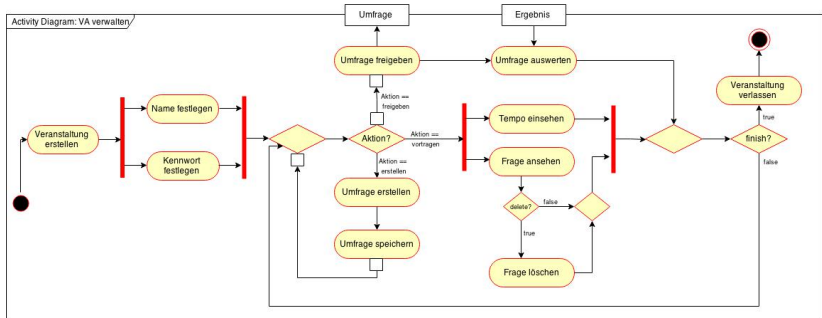 Activity Diagram: VA verwalten
Umfrage
Ergebnis
Umfrage freigeben
Umfrage auswerten
Veranstaltung
verlassen
Aktion ==
freigeben
true
Name festlegen
Veranstaltung
erstellen
Kennwort
festlegen
Aktion?
Aktion ==
vortragen
Tempo einsehen
finish?
false
Aktion ==
erstellen
Frage ansehen
Umfrage erstellen
delete?
false
true
Umfrage speichern
Frage löschen